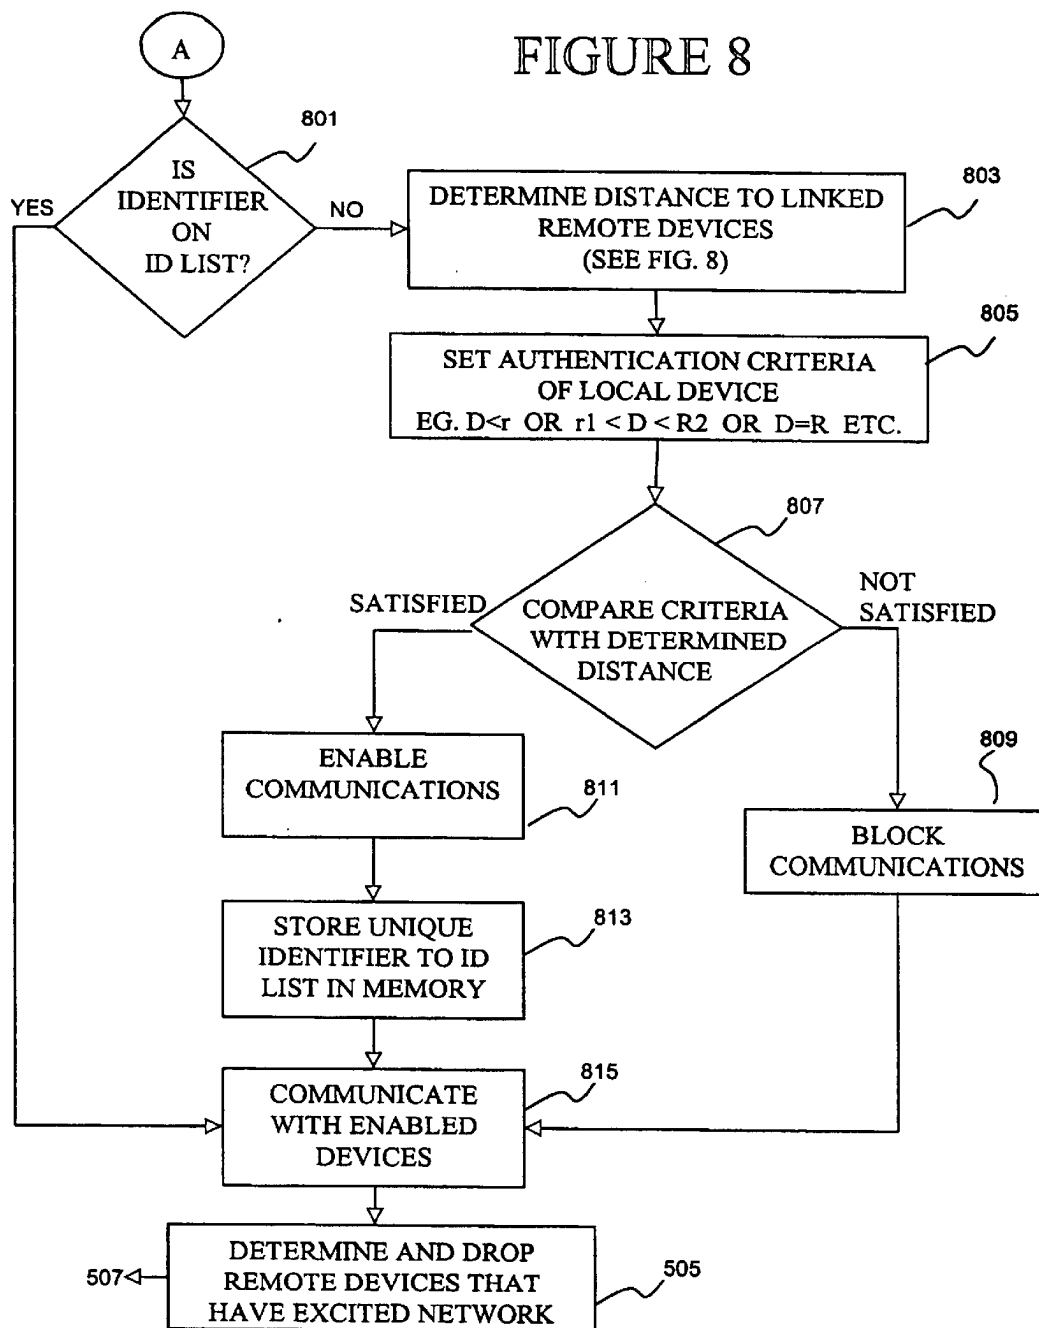 FIGURE 8
A
801
IS
IDENTIFIER
ON
ID LIST?
YES
NO
DETERMINE DISTANCE TO LINKED
REMOTE DEVICES
(SEE FIG. 8)
803
SET AUTHENTICATION CRITERIA
OF LOCAL DEVICE
EG. D<r OR r1 < D < R2 OR D=R ETC.
805
807
COMPARE CRITERIA
WITH DETERMINED
DISTANCE
SATISFIED
NOT
SATISFIED
ENABLE
COMMUNICATIONS
811
809
BLOCK
COMMUNICATIONS
STORE UNIQUE
IDENTIFIER TO ID
LIST IN MEMORY
813
COMMUNICATE
WITH ENABLED
DEVICES
815
DETERMINE AND DROP
REMOTE DEVICES THAT
HAVE EXCITED NETWORK
507
505